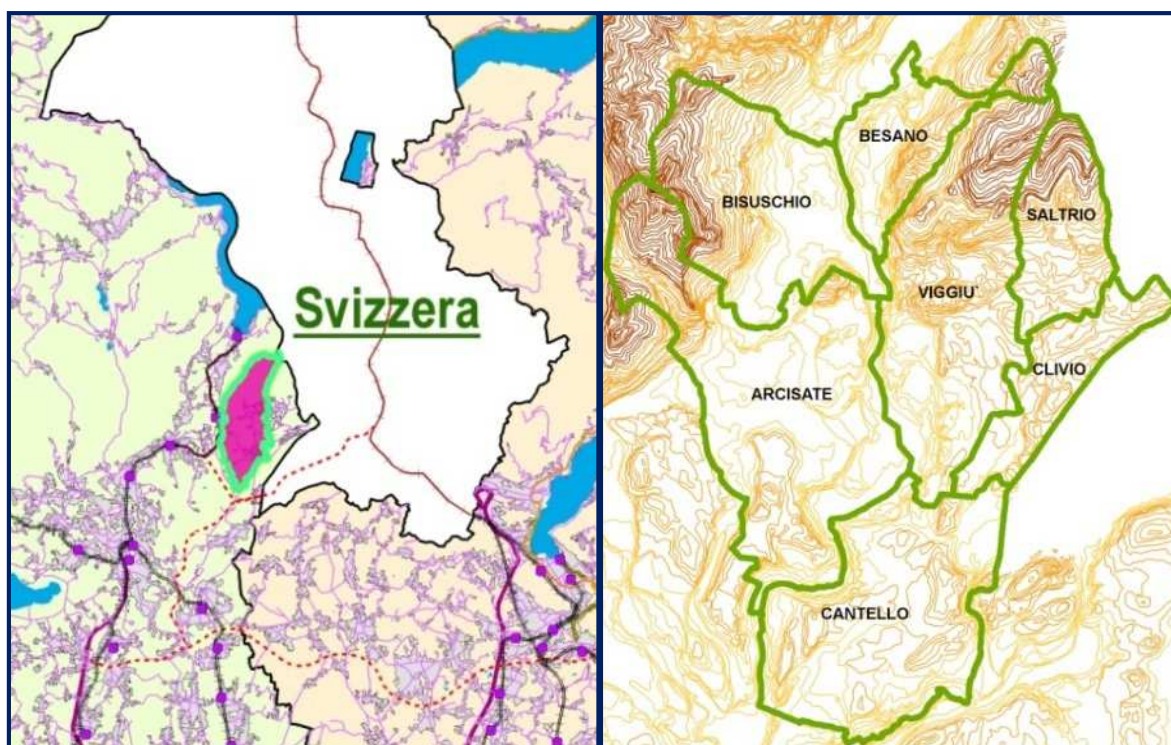 Svizzera
BESANO
BISUSCHIO
SALTRIO
VIGGIU`
CLIVIO
ARCISATE
CANTELLO